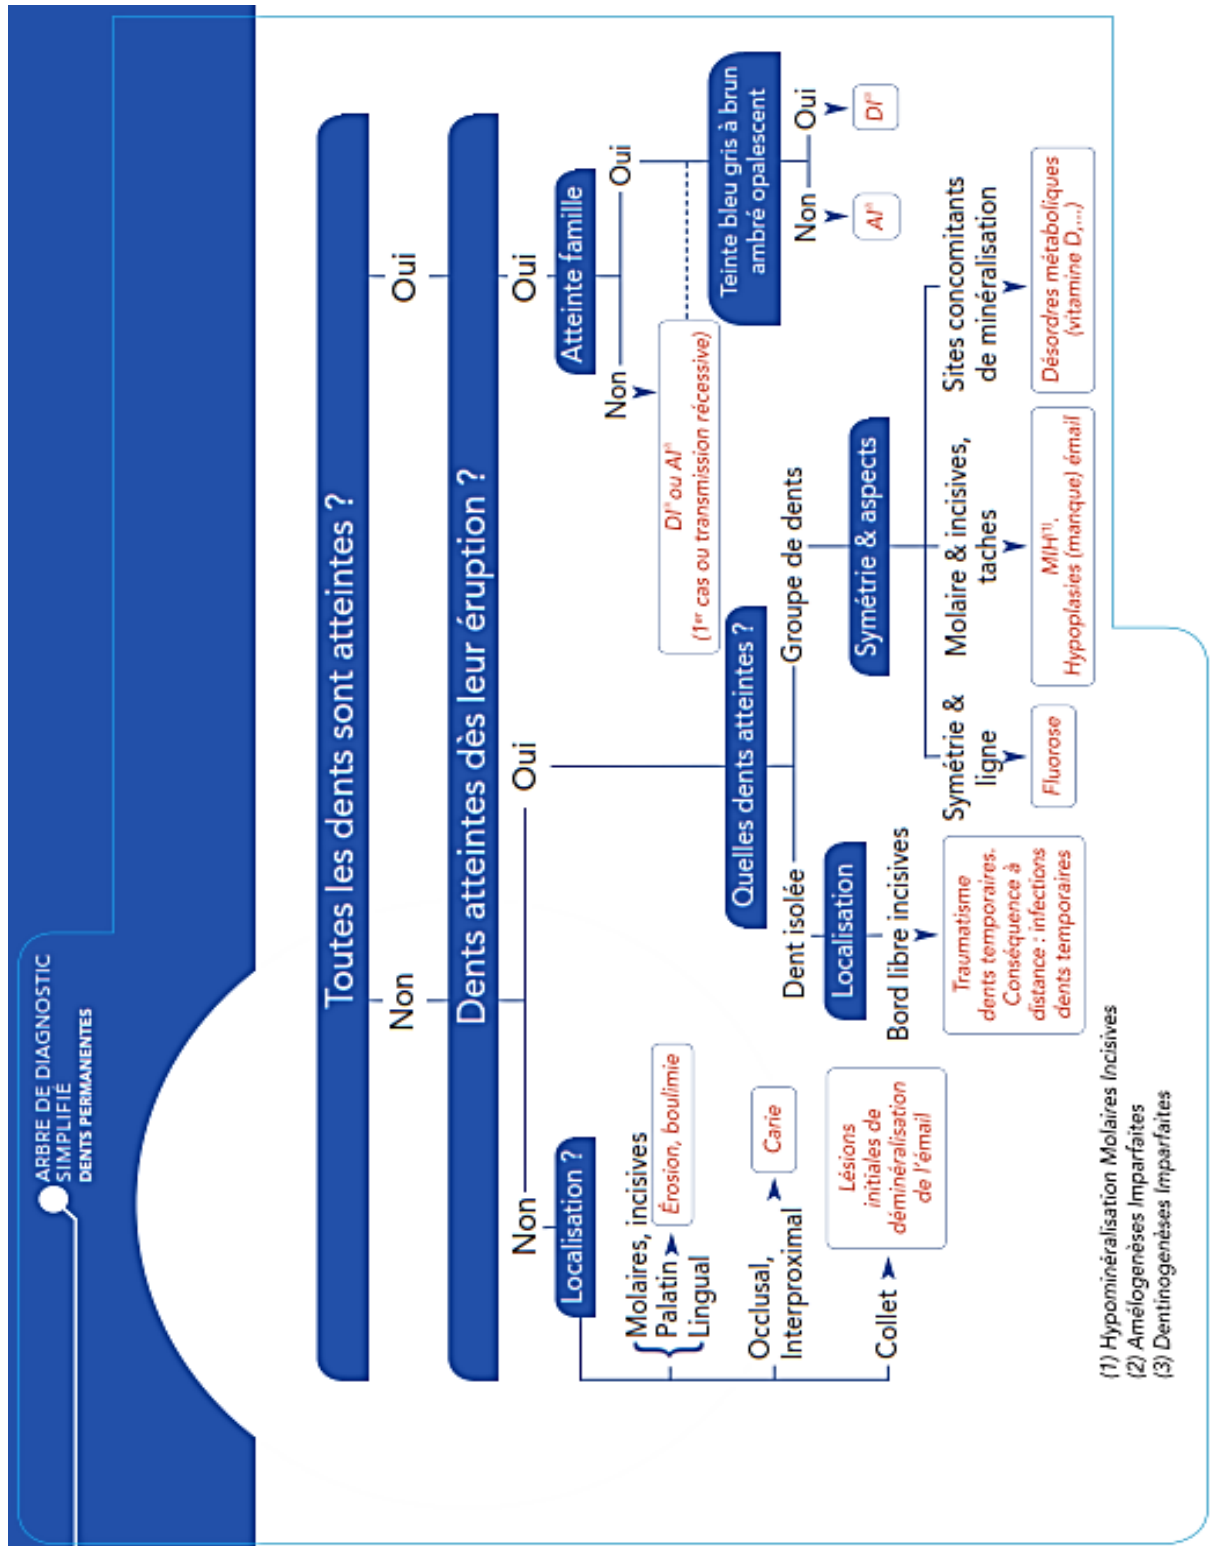 ARBRE DE DIAGNOSTIC
SIMPLIFIÉ
DENTS PERMANENTES
Toutes les dents sont atteintes ?
Non
Oui
Dents atteintes dès leur éruption ?
Non
Oui
Oui
Localisation ?
Molaires, incisives
Palatin
Lingual
Érosion, boulimie
Occlusal,
Interproximal
Carie
Collet
Lésions
initiales de
déminéralisation
de l'émail
Quelles dents atteintes ?
Dent isolée
Groupe de dents
Localisation
Bord libre incisives
Traumatisme
dents temporaires.
Conséquence à
distance : infections
dents temporaires
Symétrie & aspects
Symétrie &
ligne
Fluorose
Molaire & incisives,
taches
MIH(1),
Hypoplasies (manque) émail
Sites concomitants
de minéralisation
Désordres métaboliques
(vitamine D,...)
Atteinte famille
Non
Oui
DI ou AI
(1er cas ou transmission récessive)
Teinte bleu gris à brun
ambré opalescent
Non
Oui
AI
DI
(1) Hypominéralisation Molaires Incisives
(2) Amélogenèses Imparfaites
(3) Dentinogenèses Imparfaites